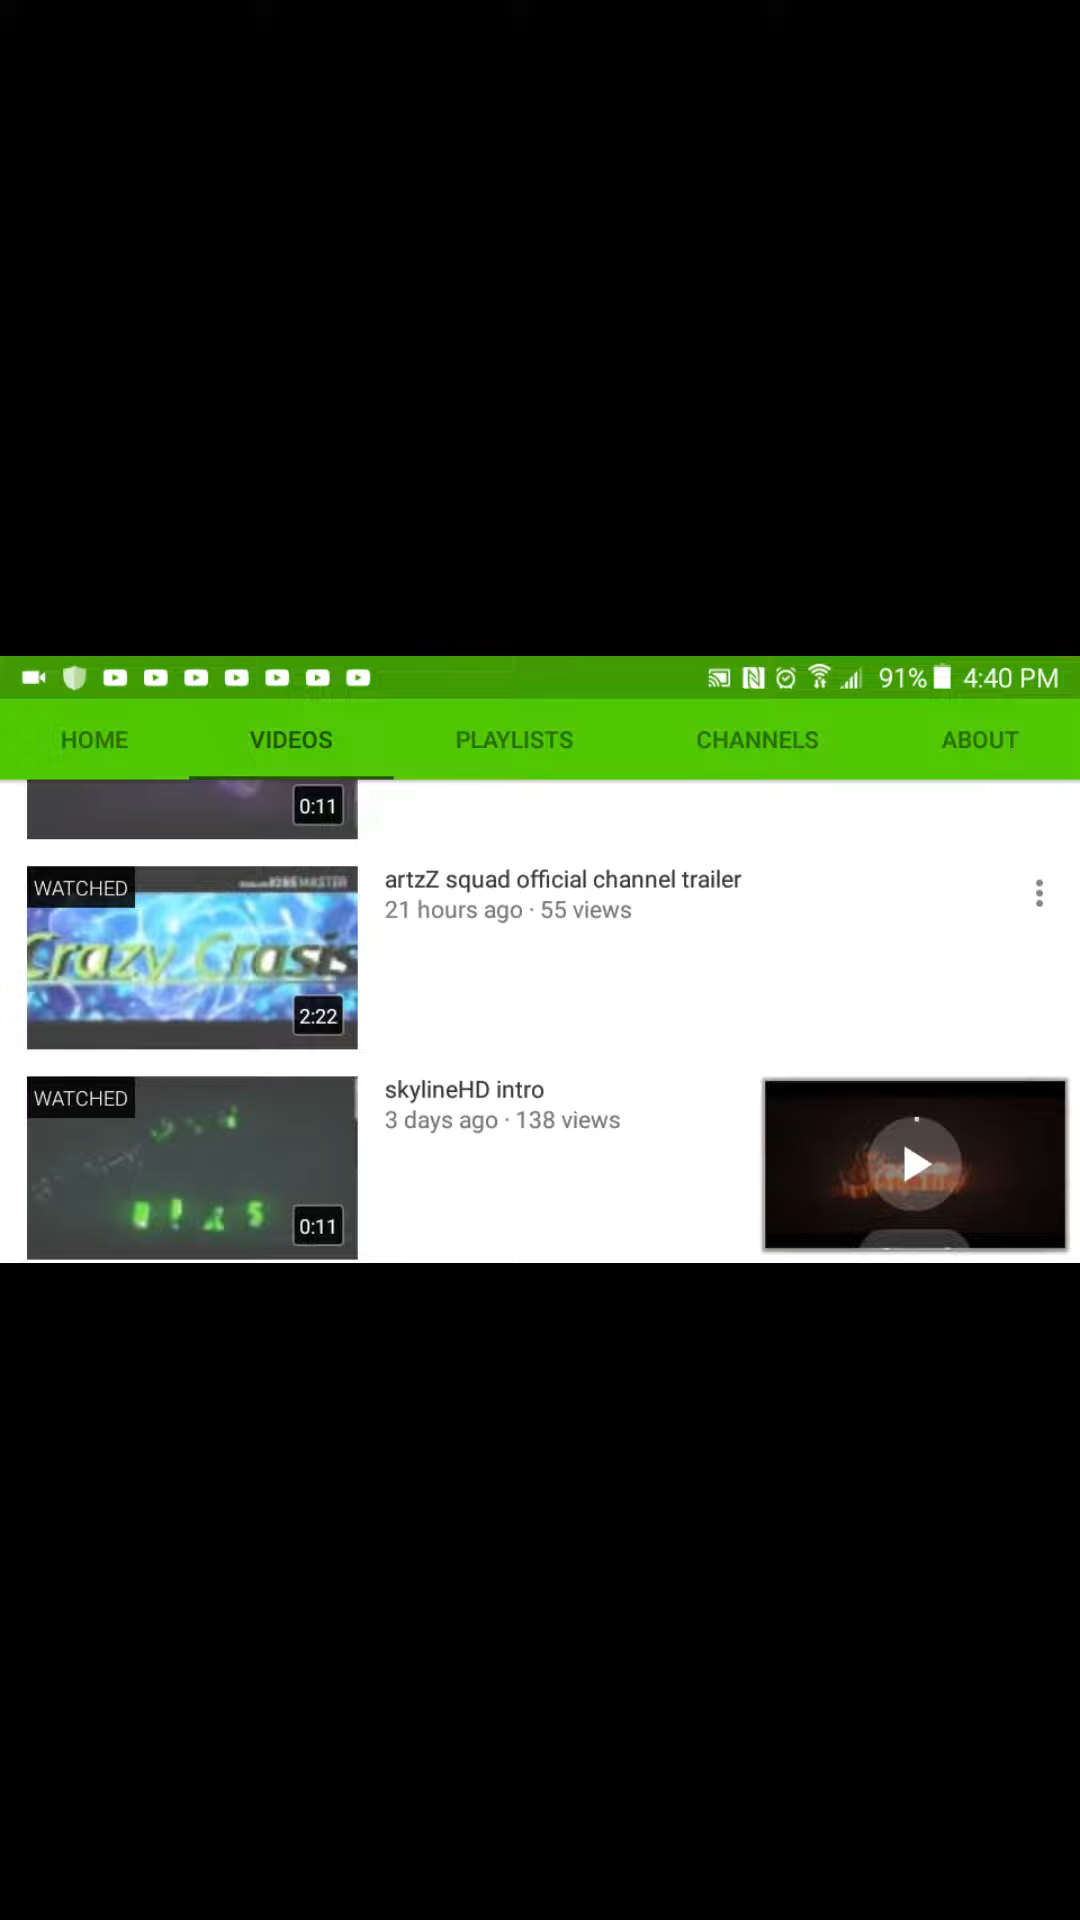 91% 4:40 PM
HOME VIDEOS PLAYLISTS CHANNELS ABOUT
0:11
WATCHED
KINEMASTER
Crazy Crasis
2:22
artzZ squad official channel trailer
21 hours ago · 55 views
WATCHED
0:11
skylineHD intro
3 days ago · 138 views